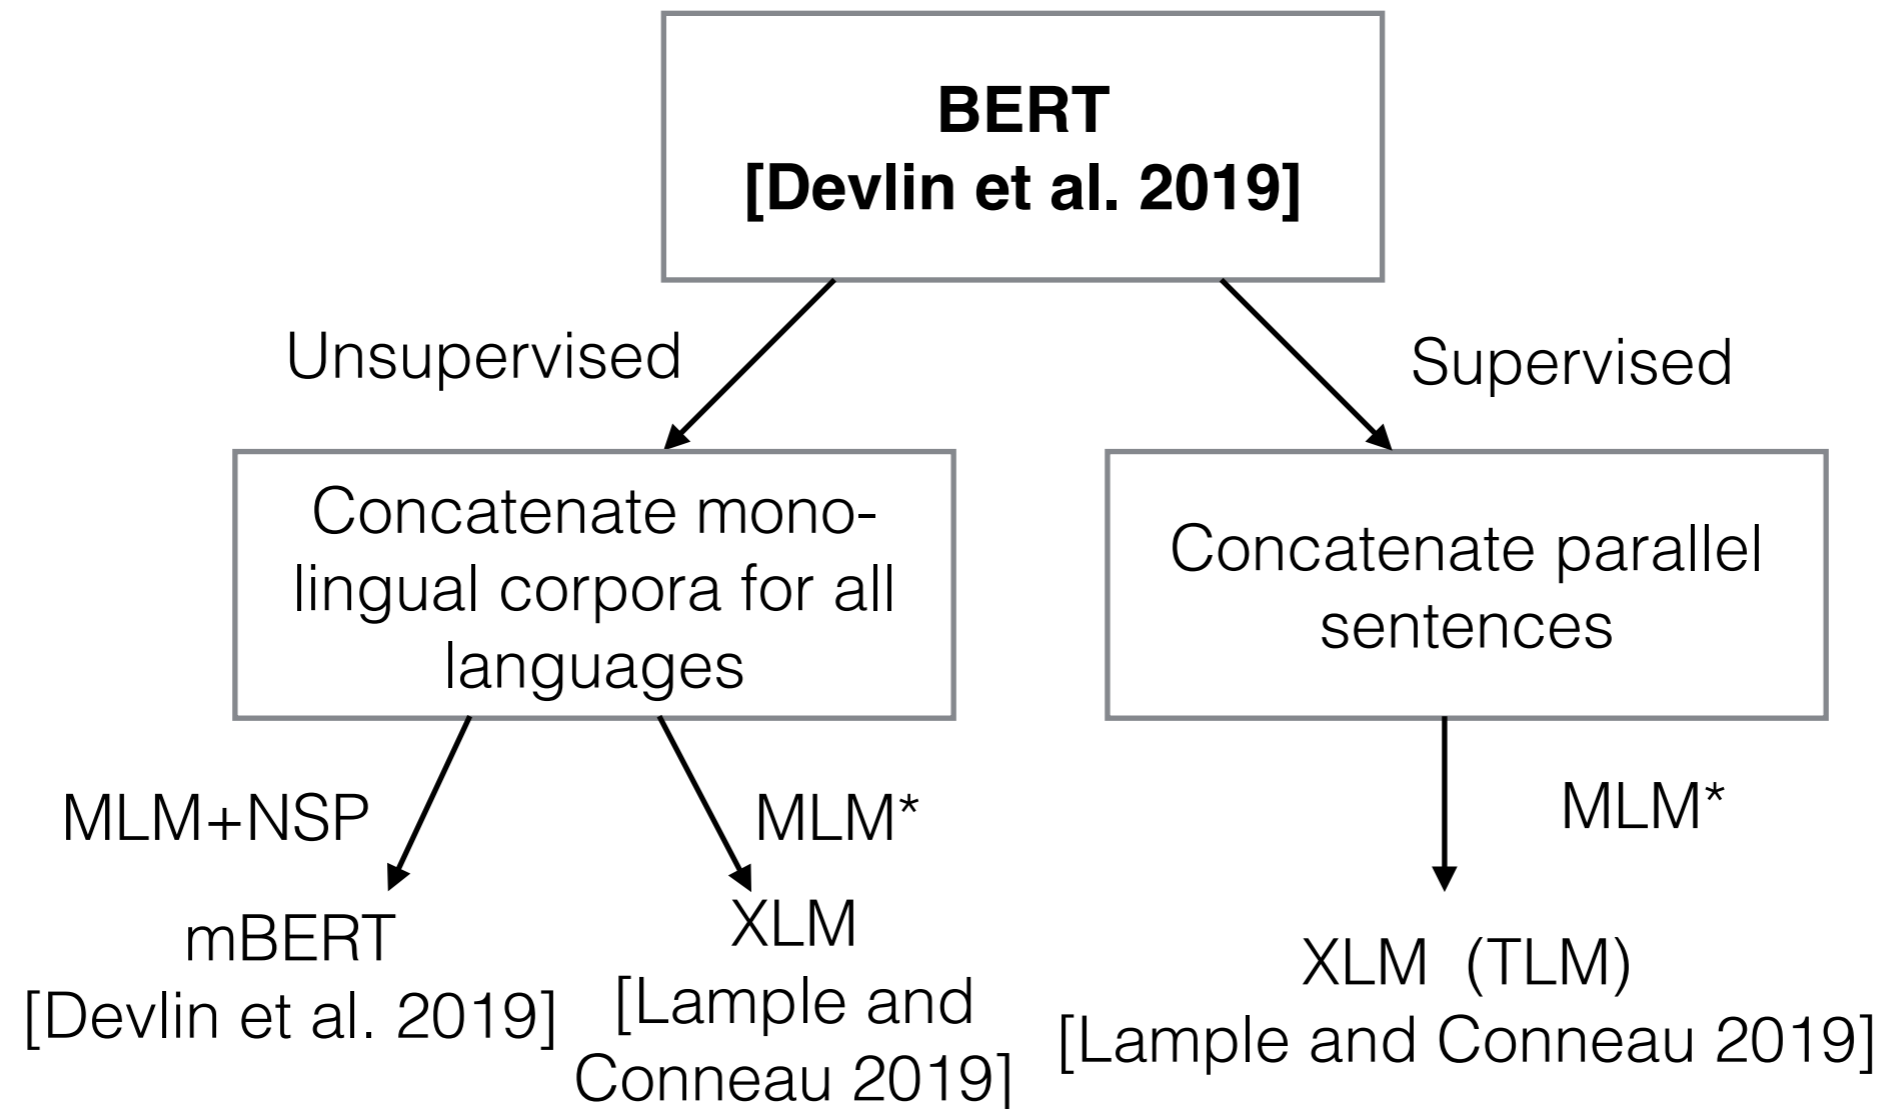 BERT
[Devlin et al. 2019]
Unsupervised
Supervised
Concatenate mono-
lingual corpora for all
languages
Concatenate parallel
sentences
MLM+NSP
MLM*
MLM*
mBERT
[Devlin et al. 2019]
XLM
[Lample and
Conneau 2019]
XLM (TLM)
[Lample and Conneau 2019]